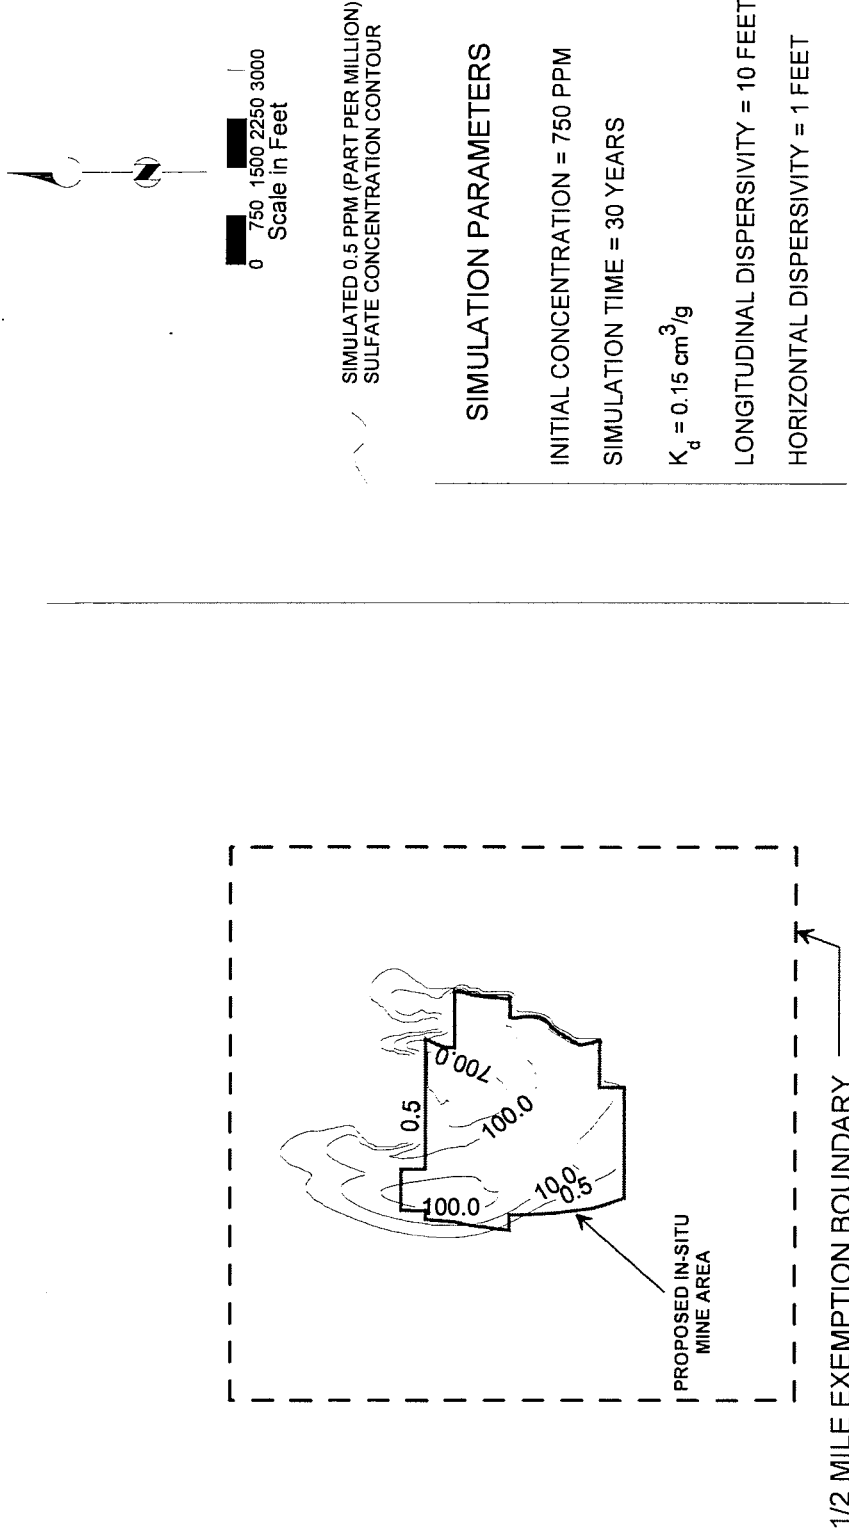 N
0 750 1500 2250 3000
Scale in Feet
SIMULATED 0.5 PPM (PART PER MILLION)
SULFATE CONCENTRATION CONTOUR
SIMULATION PARAMETERS
INITIAL CONCENTRATION = 750 PPM
SIMULATION TIME = 30 YEARS
K_d = 0.15 cm³/g
LONGITUDINAL DISPERSIVITY = 10 FEET
HORIZONTAL DISPERSIVITY = 1 FEET
0.5
700.0
100.0
100.0
10.0
0.5
PROPOSED IN-SITU
MINE AREA
1/2 MILE EXEMPTION BOUNDARY